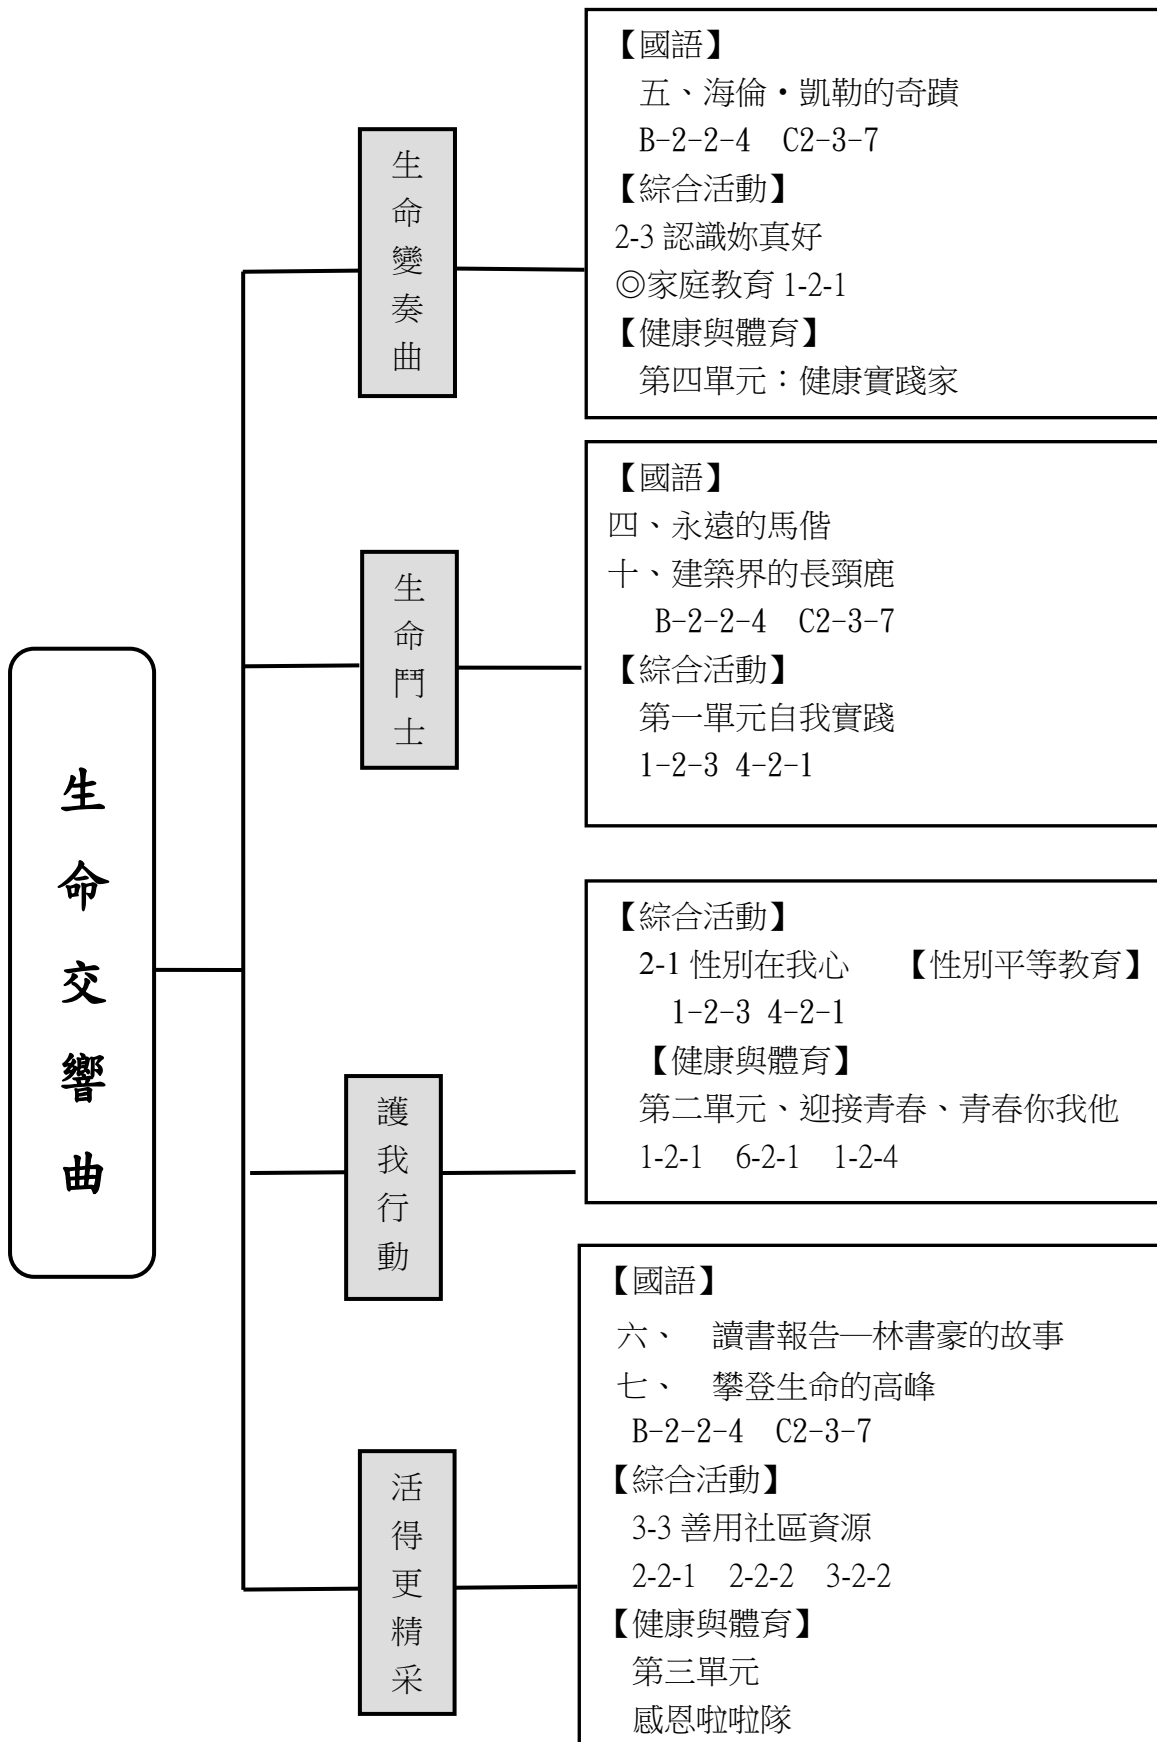 生命交響曲
生命變奏曲
【國語】
五、海倫・凱勒的奇蹟
B-2-2-4 C2-3-7
【綜合活動】
2-3 認識妳真好
◎家庭教育 1-2-1
【健康與體育】
第四單元：健康實踐家
生命鬥士
【國語】
四、永遠的馬偕
十、建築界的長頸鹿
B-2-2-4 C2-3-7
【綜合活動】
第一單元自我實踐
1-2-3 4-2-1
護我行動
【綜合活動】
2-1 性別在我心 【性別平等教育】
1-2-3 4-2-1
【健康與體育】
第二單元、迎接青春、青春你我他
1-2-1 6-2-1 1-2-4
活得更精采
【國語】
六、 讀書報告—林書豪的故事
七、 攀登生命的高峰
B-2-2-4 C2-3-7
【綜合活動】
3-3 善用社區資源
2-2-1 2-2-2 3-2-2
【健康與體育】
第三單元
感恩啦啦隊